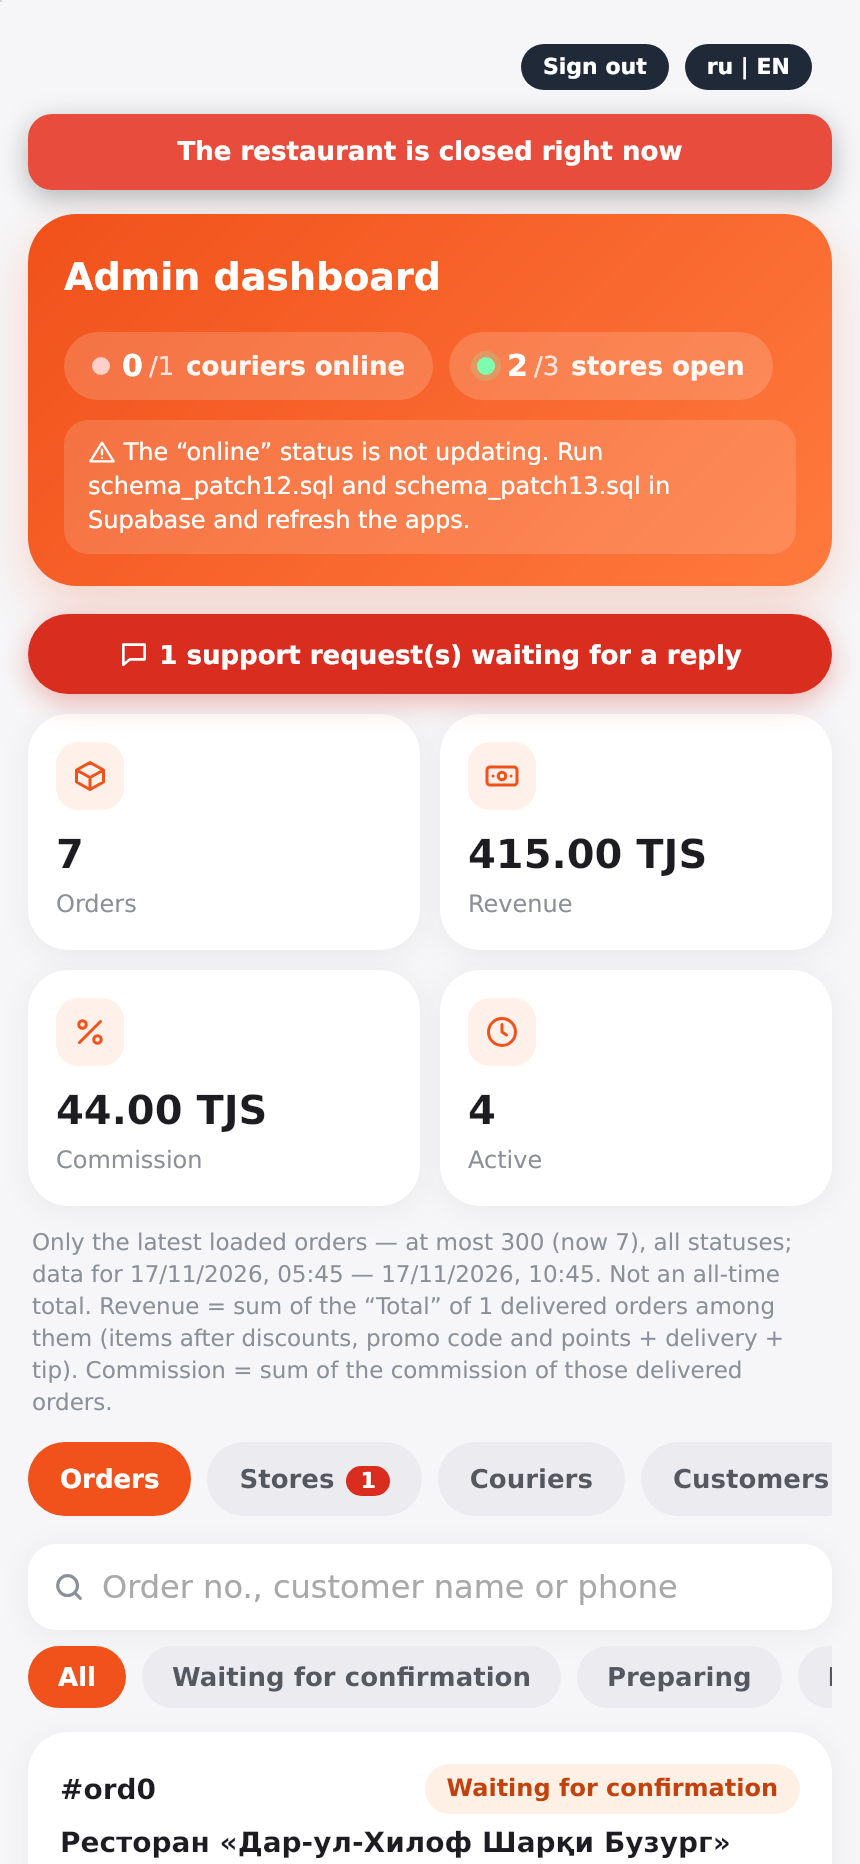 Sign out
ru | EN
The restaurant is closed right now
Admin dashboard
0 /1 couriers online
2 /3 stores open
The “online” status is not updating. Run
schema_patch12.sql and schema_patch13.sql in
Supabase and refresh the apps.
1 support request(s) waiting for a reply
7
Orders
415.00 TJS
Revenue
44.00 TJS
Commission
4
Active
Only the latest loaded orders — at most 300 (now 7), all statuses;
data for 17/11/2026, 05:45 — 17/11/2026, 10:45. Not an all-time
total. Revenue = sum of the “Total” of 1 delivered orders among
them (items after discounts, promo code and points + delivery +
tip). Commission = sum of the commission of those delivered
orders.
Orders
Stores 1
Couriers
Customers
Order no., customer name or phone
All
Waiting for confirmation
Preparing
#ord0
Waiting for confirmation
Ресторан «Дар-ул-Хилоф Шарқи Бузург»